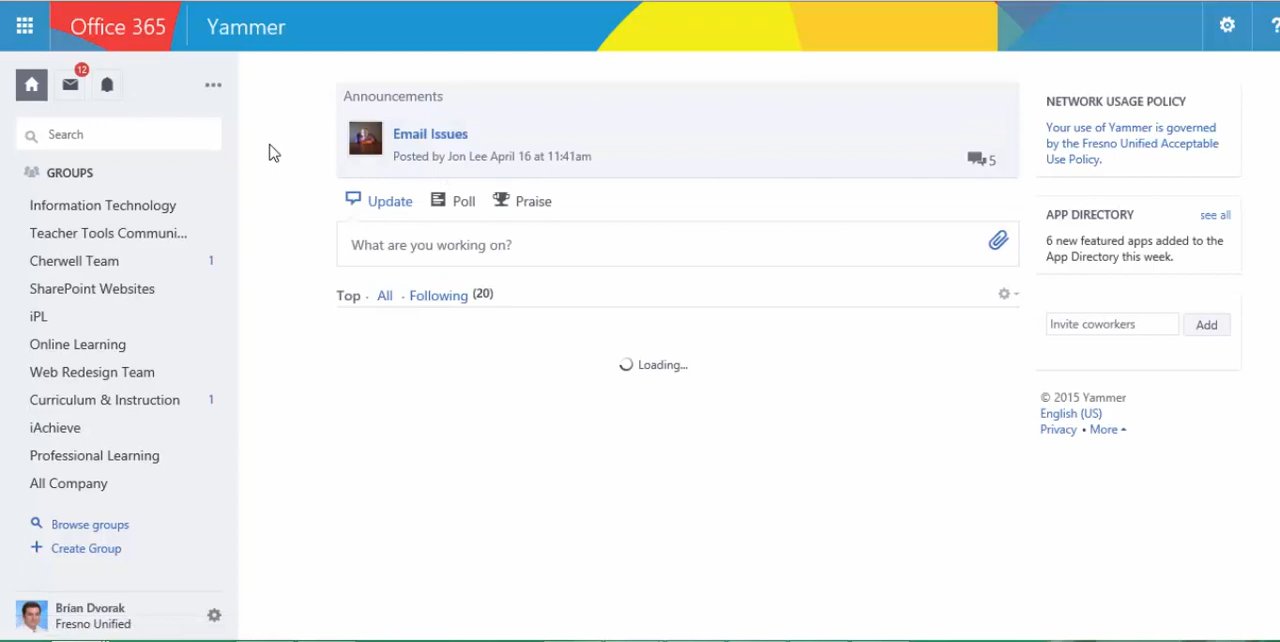 Office 365
Yammer
?
12
...
Search
GROUPS
Information Technology
Teacher Tools Communi...
Cherwell Team 1
SharePoint Websites
iPL
Online Learning
Web Redesign Team
Curriculum & Instruction 1
iAchieve
Professional Learning
All Company
Browse groups
+ Create Group
Brian Dvorak
Fresno Unified
Announcements
Email Issues
Posted by Jon Lee April 16 at 11:41am
5
Update Poll Praise
What are you working on?
Top · All · Following (20)
Loading...
NETWORK USAGE POLICY
Your use of Yammer is governed
by the Fresno Unified Acceptable
Use Policy.
APP DIRECTORY see all
6 new featured apps added to the
App Directory this week.
Invite coworkers Add
© 2015 Yammer
English (US)
Privacy • More